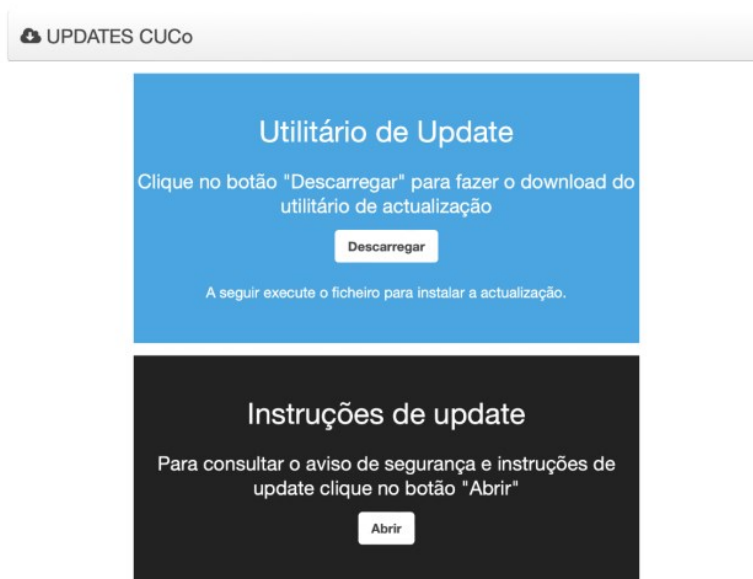 UPDATES CUCo
Utilitário de Update
Clique no botão "Descarregar" para fazer o download do
utilitário de actualização
Descarregar
A seguir execute o ficheiro para instalar a actualização.
Instruções de update
Para consultar o aviso de segurança e instruções de
update clique no botão "Abrir"
Abrir